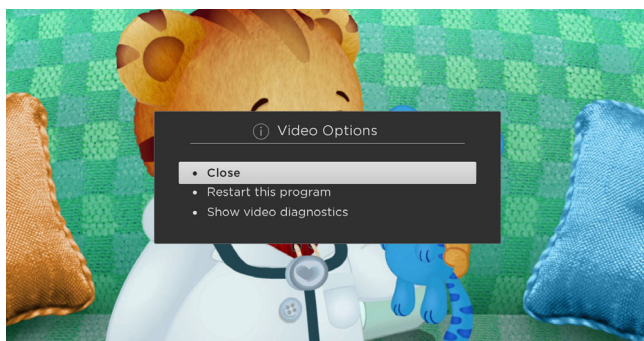 Video Options
Close
Restart this program
Show video diagnostics